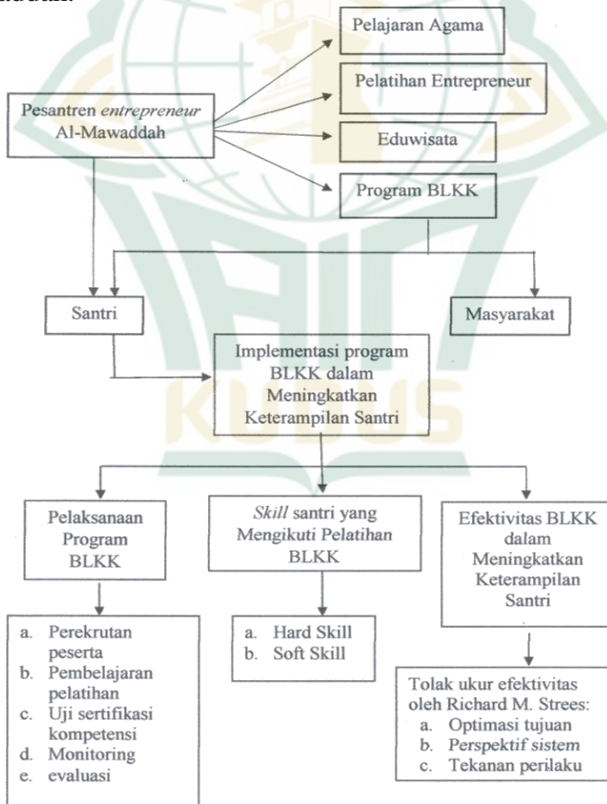 Pelajaran Agama
Pelatihan Entrepreneur
Pesantren entrepreneur
Al-Mawaddah
Eduwisata
Program BLKK
Santri
Masyarakat
Implementasi program
BLKK dalam
Meningkatkan
Keterampilan Santri
KUDUS
Pelaksanaan
Program
BLKK
Skill santri yang
Mengikuti Pelatihan
BLKK
Efektivitas BLKK
dalam
Meningkatkan
Keterampilan
Santri
a. Perekrutan
peserta
b. Pembelajaran
pelatihan
c. Uji sertifikasi
kompetensi
d. Monitoring
e. evaluasi
a. Hard Skill
b. Soft Skill
Tolak ukur efektivitas
oleh Richard M. Strees:
a. Optimasi tujuan
b. Perspektif sistem
c. Tekanan perilaku